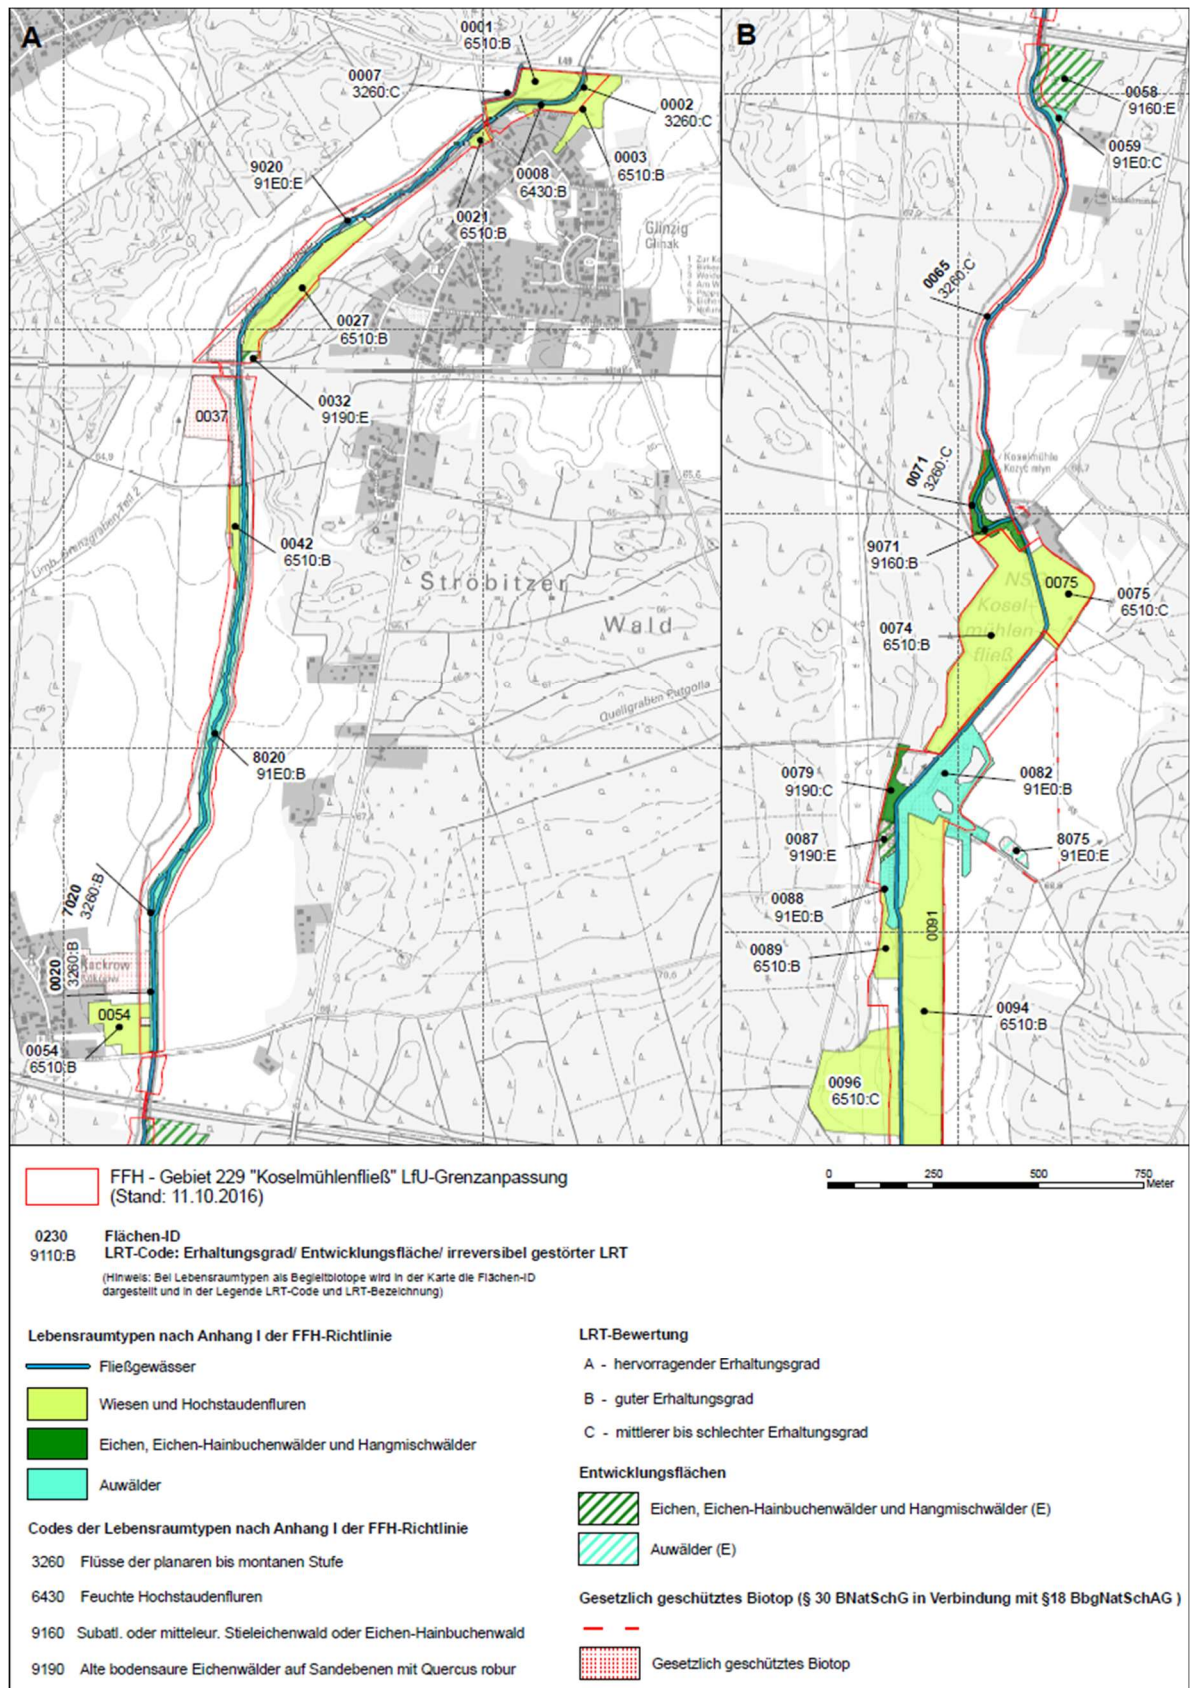 A
0001
6510:B
0007
3260:C
0002
3260:C
0003
6510:B
0008
6430:B
0021
6510:B
9020
91E0:E
Glinzig
Glinzk
0027
6510:B
0032
9190:E
0037
64,9
0042
6510:B
Ströbitzer
Wald
Quellgraben Putgolla
8020
91E0:B
7020
3260:B
0020
3260:B
0054
0054
6510:B
B
0058
9160:E
0059
91E0:C
0065
3260:C
Koselmühle
0071
3260:C
9071
9160:B
NSG
Kosel-
mühlen
fließ
0075
0075
6510:C
0074
6510:B
0079
9190:C
0082
91E0:B
0087
9190:E
8075
91E0:E
0088
91E0:B
0089
6510:B
0091
0094
6510:B
0096
6510:C
FFH - Gebiet 229 "Koselmühlenfließ" LfU-Grenzanpassung
(Stand: 11.10.2016)
0 250 500 750
Meter
0230 Flächen-ID
9110:B LRT-Code: Erhaltungsgrad/ Entwicklungsfläche/ irreversibel gestörter LRT
(Hinweis: Bei Lebensraumtypen als Begleitbiotope wird in der Karte die Flächen-ID
dargestellt und in der Legende LRT-Code und LRT-Bezeichnung)
Lebensraumtypen nach Anhang I der FFH-Richtlinie
Fließgewässer
Wiesen und Hochstaudenfluren
Eichen, Eichen-Hainbuchenwälder und Hangmischwälder
Auwälder
Codes der Lebensraumtypen nach Anhang I der FFH-Richtlinie
3260 Flüsse der planaren bis montanen Stufe
6430 Feuchte Hochstaudenfluren
9160 Subatl. oder mitteleur. Stieleichenwald oder Eichen-Hainbuchenwald
9190 Alte bodensaure Eichenwälder auf Sandebenen mit Quercus robur
LRT-Bewertung
A - hervorragender Erhaltungsgrad
B - guter Erhaltungsgrad
C - mittlerer bis schlechter Erhaltungsgrad
Entwicklungsflächen
Eichen, Eichen-Hainbuchenwälder und Hangmischwälder (E)
Auwälder (E)
Gesetzlich geschütztes Biotop (§ 30 BNatSchG in Verbindung mit §18 BbgNatSchAG )
Gesetzlich geschütztes Biotop